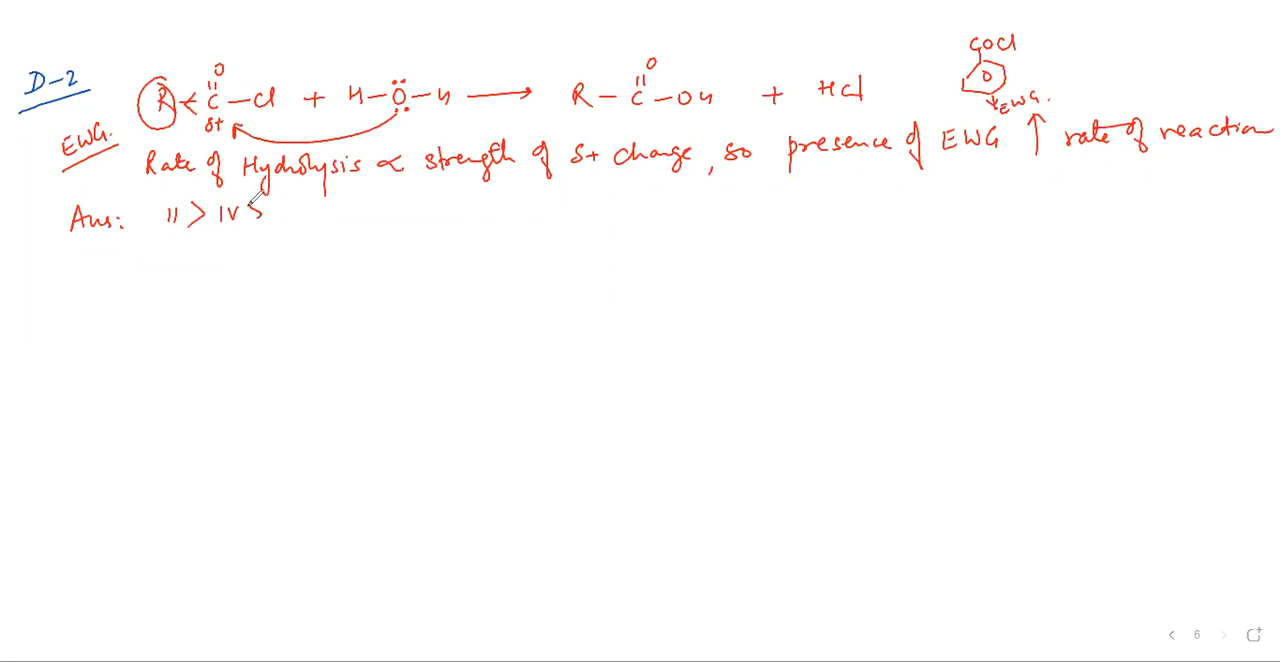 COCl
D-2
R < C(=O) — Cl + H — O — H ⟶ R — C(=O) — OH + HCl
EWG.
δ+
EWG.
Rate of Hydrolysis ∝ strength of δ+ change, so presence of EWG ↑ rate of reaction
Ans: II > IV >
6